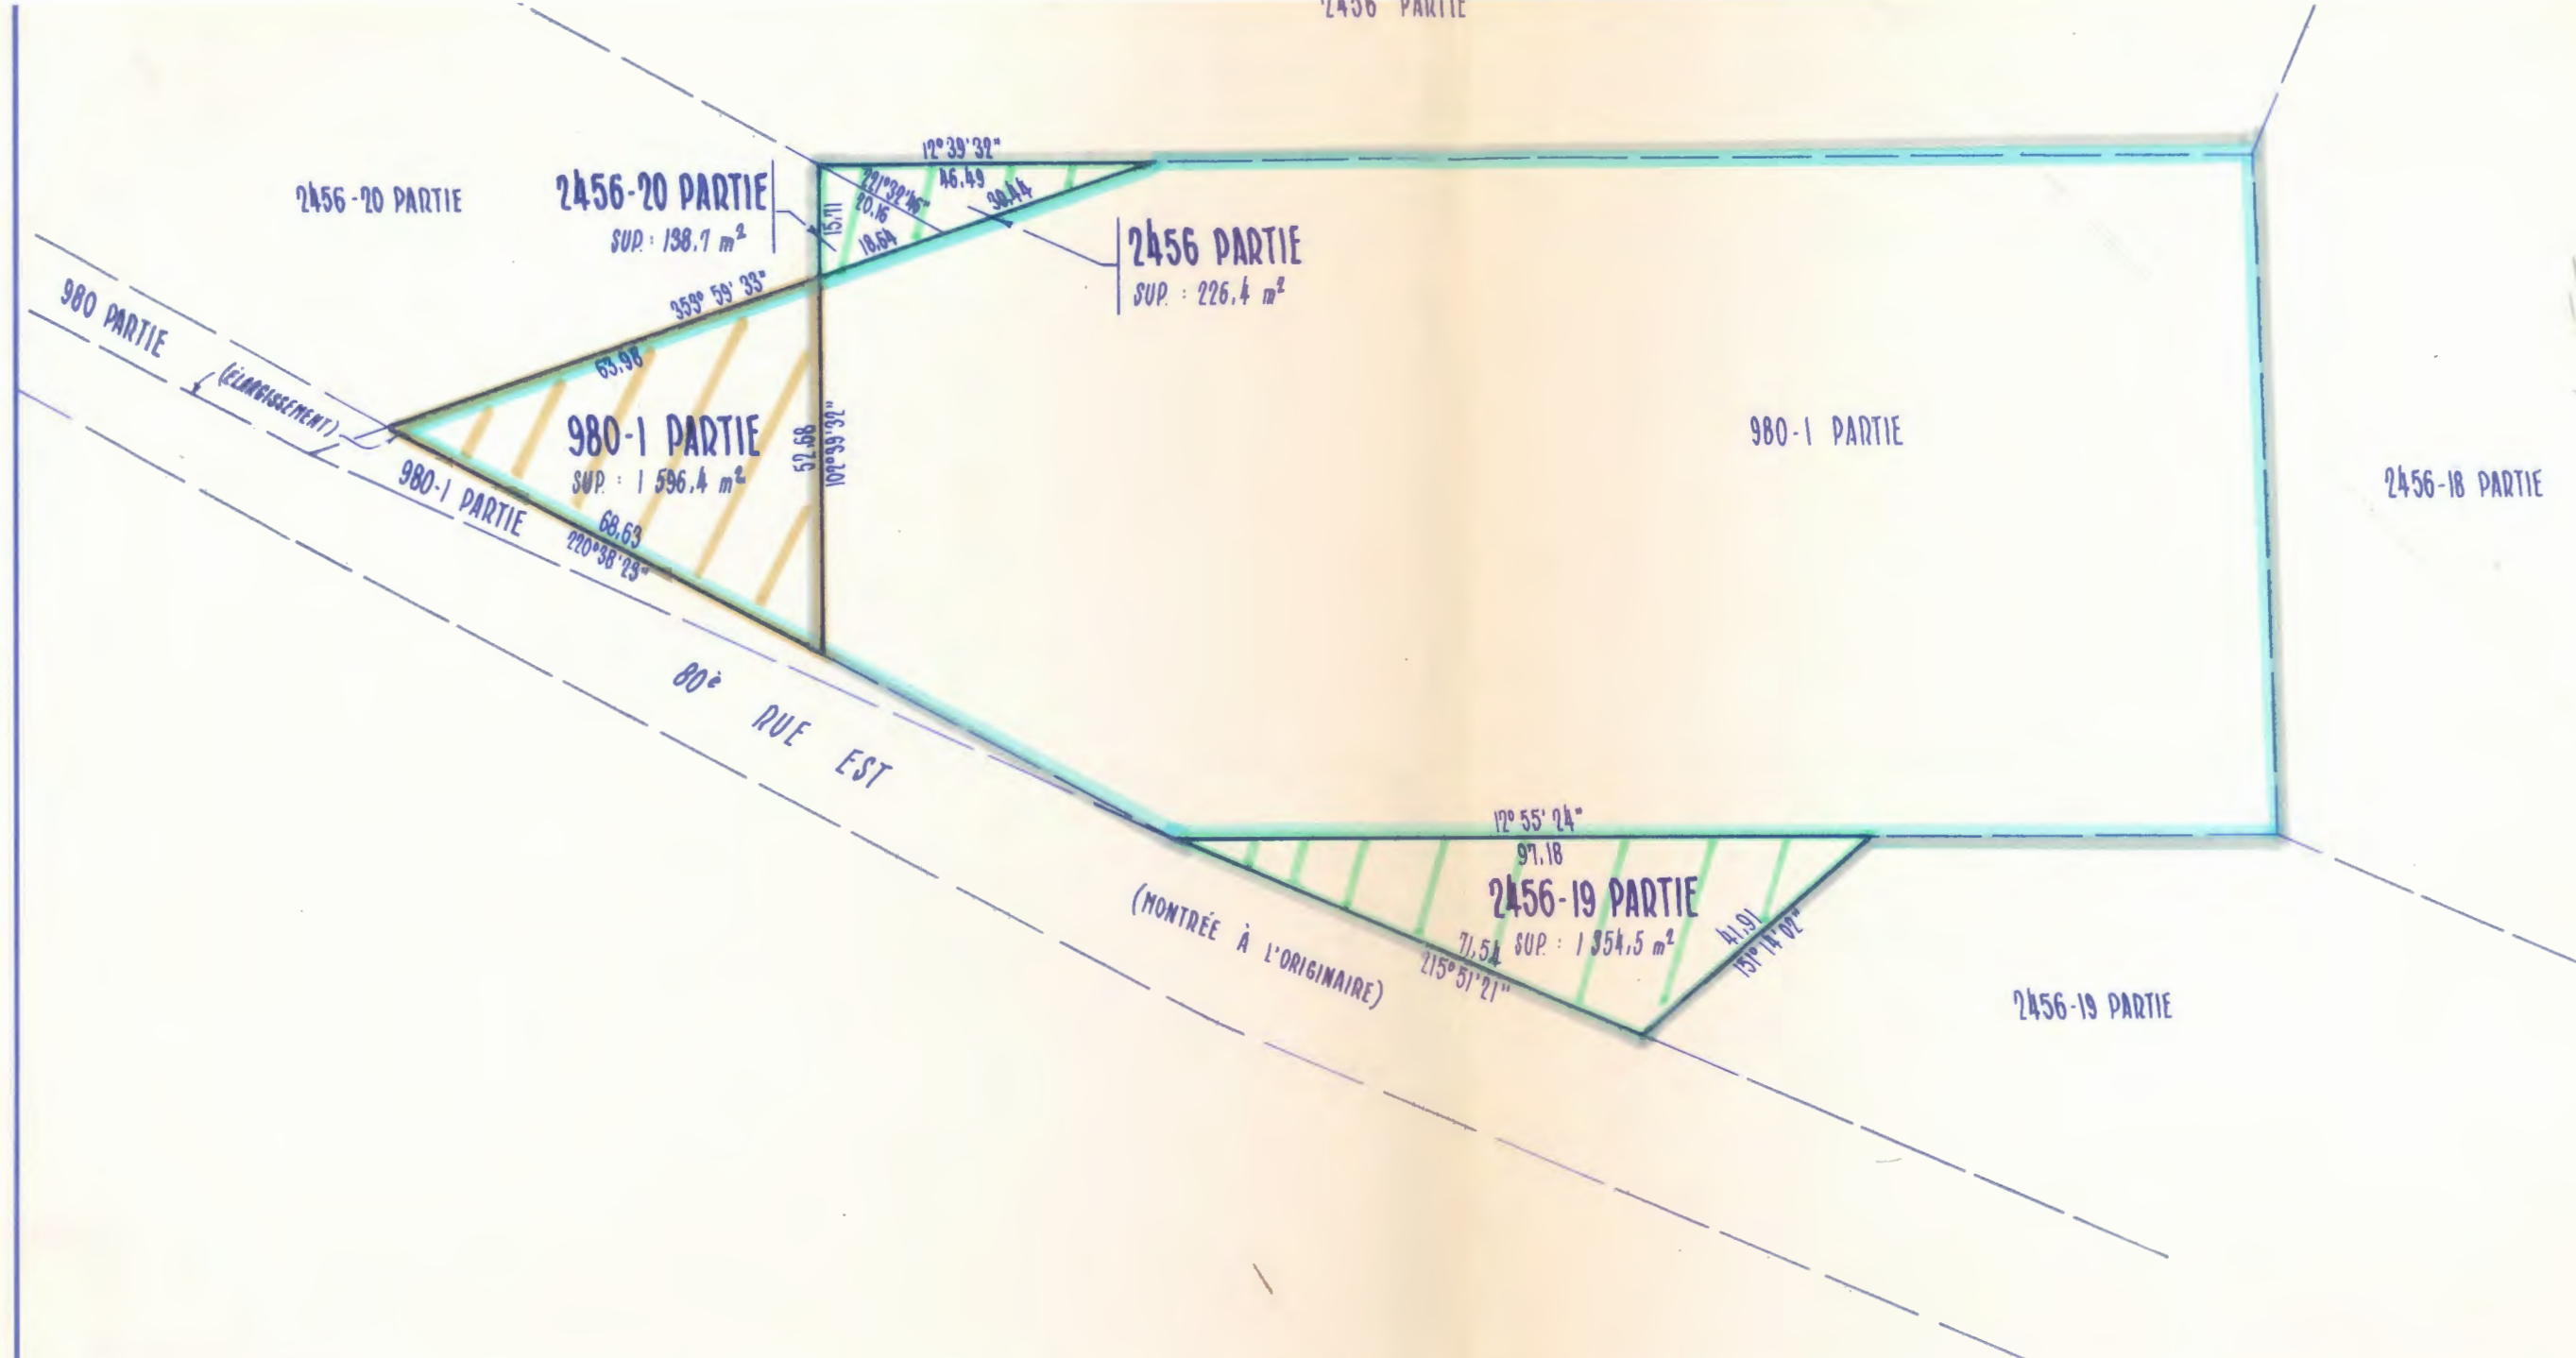 2456 PARTIE
12° 39' 32"
46.49
221°32'46"
20.16
30.44
15.71
18.64
2456-20 PARTIE
2456-20 PARTIE
SUP. : 138.7 m²
2456 PARTIE
SUP. : 226.4 m²
353° 59' 33"
63.98
980 PARTIE
(ÉLARGISSEMENT)
980-1 PARTIE
SUP. : 1 596.4 m²
52.68
102°39'32"
980-1 PARTIE
68.63
220°38'23"
980-1 PARTIE
2456-18 PARTIE
80e RUE EST
(MONTRÉE À L'ORIGINAIRE)
12° 55' 24"
97.18
2456-19 PARTIE
SUP. : 1 354.5 m²
71.54
215°51'21"
41.91
151°14'02"
2456-19 PARTIE